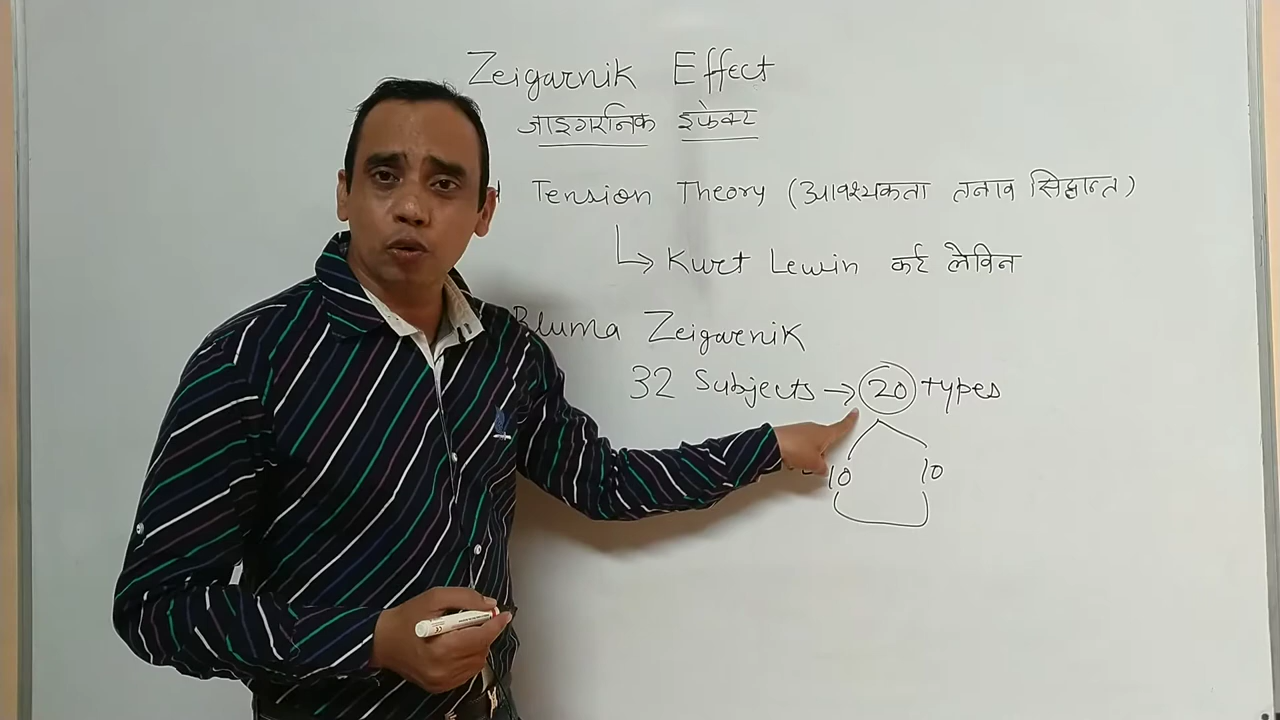 Zeigarnik Effect
जाइगरनिक इफेक्ट
Tension Theory (आवश्यकता तनाव सिद्धान्त)
Kurt Lewin कर्ट लेविन
Bluma Zeigarnik
32 Subjects → 20 types
10 10